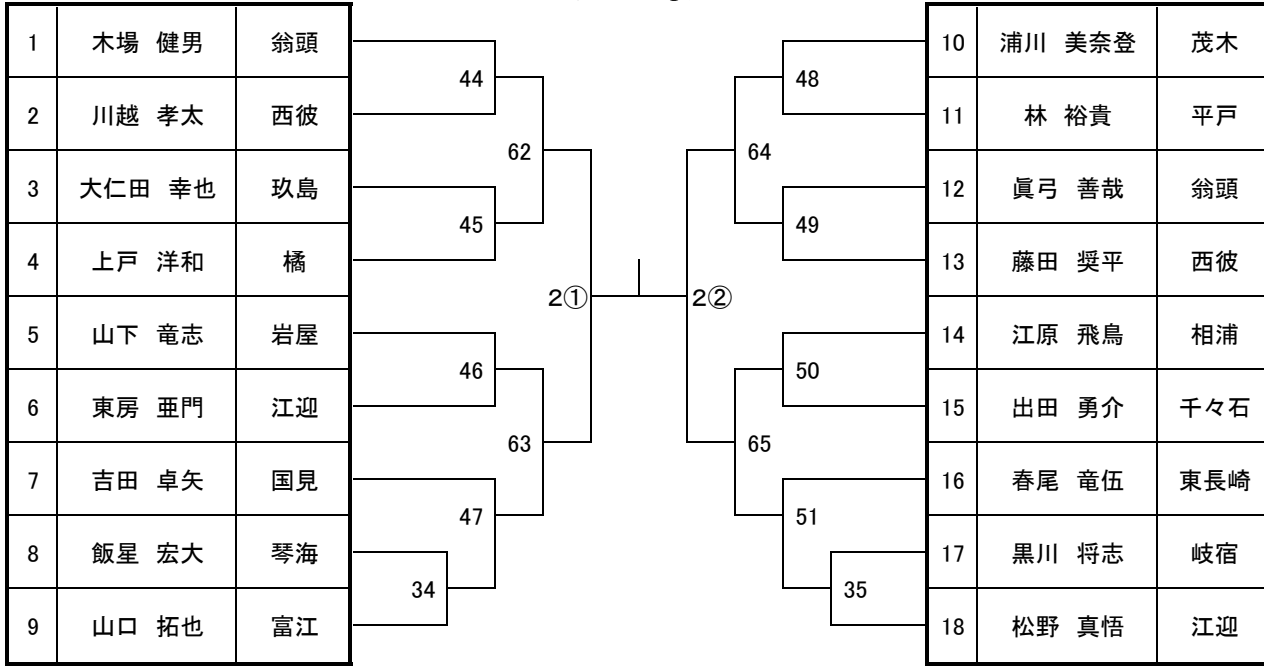 1 木場 健男 翁頭
2 川越 孝太 西彼
3 大仁田 幸也 玖島
4 上戸 洋和 橘
5 山下 竜志 岩屋
6 東房 亜門 江迎
7 吉田 卓矢 国見
8 飯星 宏大 琴海
9 山口 拓也 富江
44
45
46
47
34
62
63
2①
2②
64
65
48
49
50
51
35
10 浦川 美奈登 茂木
11 林 裕貴 平戸
12 眞弓 善哉 翁頭
13 藤田 奨平 西彼
14 江原 飛鳥 相浦
15 出田 勇介 千々石
16 春尾 竜伍 東長崎
17 黒川 将志 岐宿
18 松野 真悟 江迎